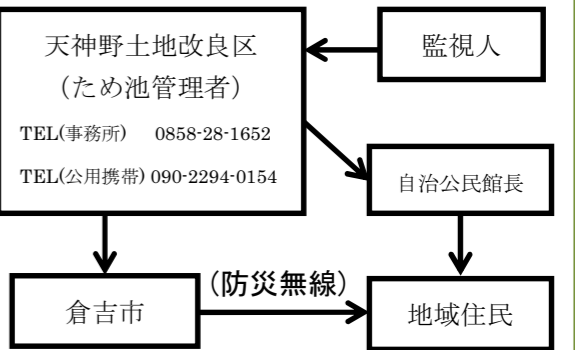 天神野土地改良区
（ため池管理者）
TEL(事務所) 0858-28-1652
TEL(公用携帯) 090-2294-0154
監視人
自治公民館長
倉吉市
（防災無線）
地域住民